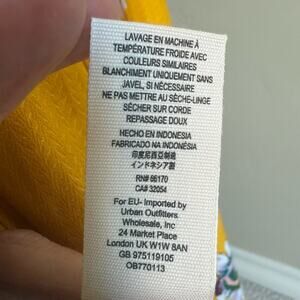 LAVAGE EN MACHINE À
TEMPÉRATURE FROIDE AVEC
COULEURS SIMILAIRES
BLANCHIMENT UNIQUEMENT SANS
JAVEL, SI NÉCESSAIRE
NE PAS METTRE AU SÈCHE-LINGE
SÉCHER SUR CORDE
REPASSAGE DOUX
HECHO EN INDONESIA
FABRICADO NA INDONÉSIA
印度尼西亞制造
インドネシア製
RN# 66170
CA# 32054
For EU- Imported by
Urban Outfitters
Wholesale, Inc
24 Market Place
London UK W1W 8AN
GB 975119105
OB770113